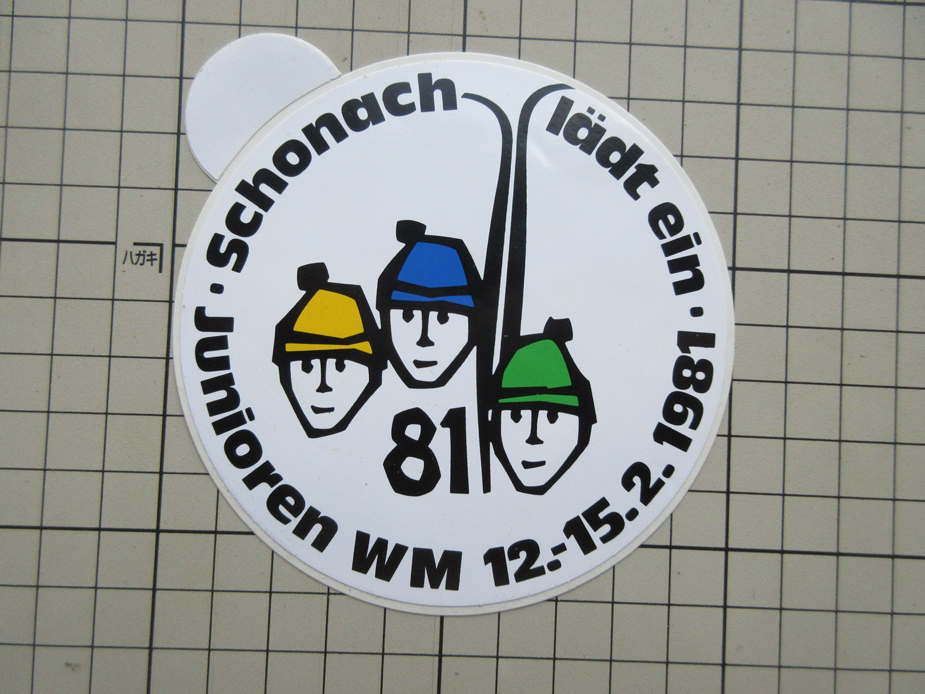 Schonach lädt ein · 1981
Junioren WM 12.-15.2.
81
ハガキ